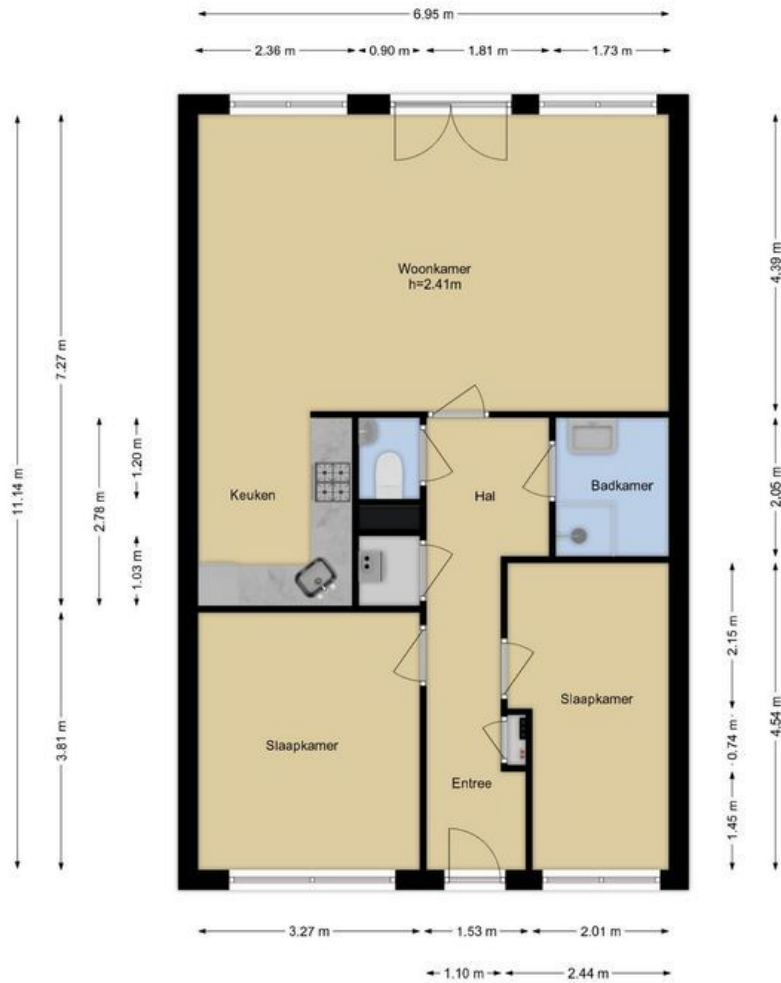 6.95 m
2.36 m
0.90 m
1.81 m
1.73 m
11.14 m
7.27 m
3.81 m
2.78 m
1.20 m
1.03 m
Woonkamer
h=2.41m
Keuken
Hal
Badkamer
Slaapkamer
Slaapkamer
Entree
4.39 m
2.05 m
4.54 m
2.15 m
0.74 m
1.45 m
3.27 m
1.53 m
2.01 m
1.10 m
2.44 m